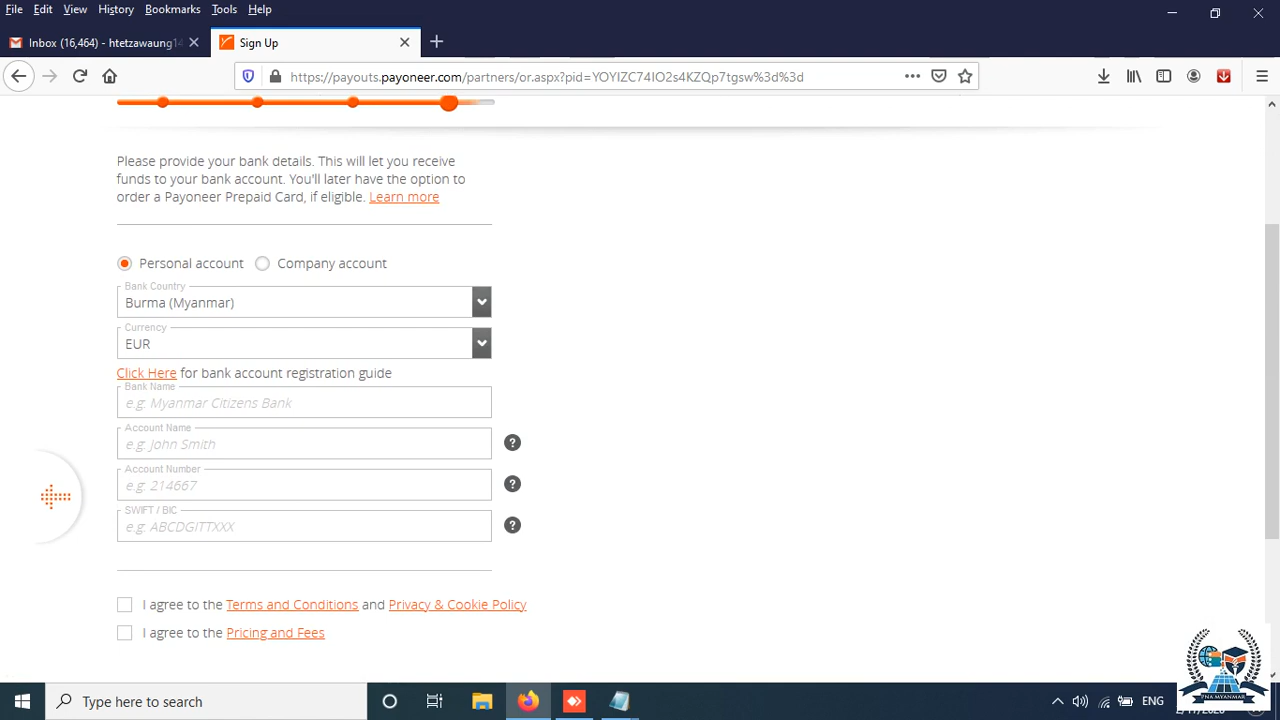 File Edit View History Bookmarks Tools Help
Inbox (16,464) - htetzawaung14
Sign Up
https://payouts.payoneer.com/partners/or.aspx?pid=YOYIZC74IO2s4KZQp7tgsw%3d%3d
Please provide your bank details. This will let you receive
funds to your bank account. You'll later have the option to
order a Payoneer Prepaid Card, if eligible. Learn more
Personal account Company account
Bank Country
Burma (Myanmar)
Currency
EUR
Click Here for bank account registration guide
Bank Name
e.g: Myanmar Citizens Bank
Account Name
e.g: John Smith
?
Account Number
e.g: 214667
?
SWIFT / BIC
e.g: ABCDGITTXXX
?
I agree to the Terms and Conditions and Privacy & Cookie Policy
I agree to the Pricing and Fees
PNA MYANMAR
Type here to search
ENG